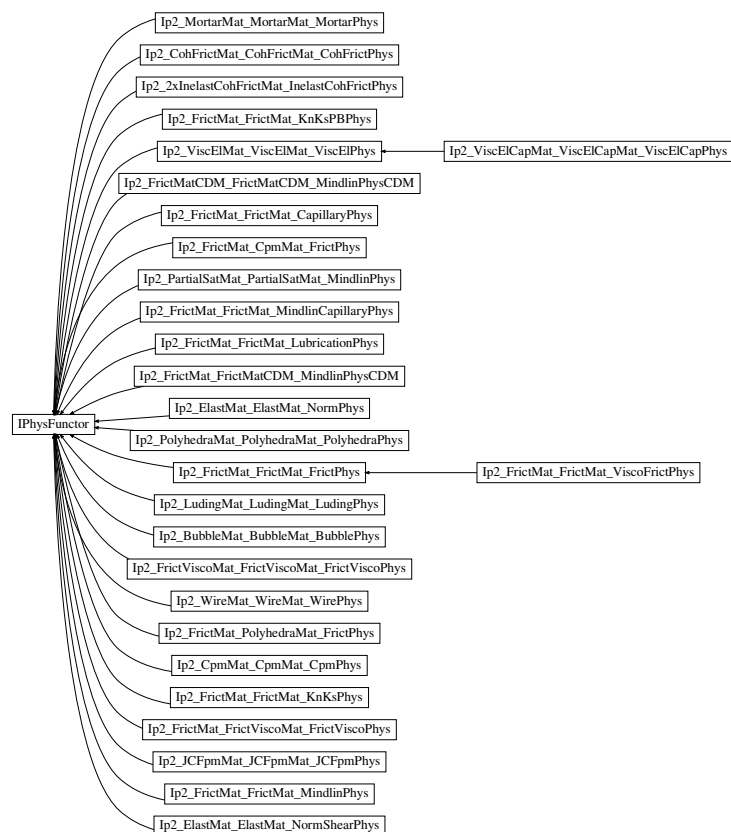 Ip2_MortarMat_MortarMat_MortarPhys
Ip2_CohFrictMat_CohFrictMat_CohFrictPhys
Ip2_2xInelastCohFrictMat_InelastCohFrictPhys
Ip2_FrictMat_FrictMat_KnKsPBPhys
Ip2_ViscElMat_ViscElMat_ViscElPhys
Ip2_ViscElCapMat_ViscElCapMat_ViscElCapPhys
Ip2_FrictMatCDM_FrictMatCDM_MindlinPhysCDM
Ip2_FrictMat_FrictMat_CapillaryPhys
Ip2_FrictMat_CpmMat_FrictPhys
Ip2_PartialSatMat_PartialSatMat_MindlinPhys
Ip2_FrictMat_FrictMat_MindlinCapillaryPhys
Ip2_FrictMat_FrictMat_LubricationPhys
Ip2_FrictMat_FrictMatCDM_MindlinPhysCDM
Ip2_ElastMat_ElastMat_NormPhys
IPhysFunctor
Ip2_PolyhedraMat_PolyhedraMat_PolyhedraPhys
Ip2_FrictMat_FrictMat_FrictPhys
Ip2_FrictMat_FrictMat_ViscoFrictPhys
Ip2_LudingMat_LudingMat_LudingPhys
Ip2_BubbleMat_BubbleMat_BubblePhys
Ip2_FrictViscoMat_FrictViscoMat_FrictViscoPhys
Ip2_WireMat_WireMat_WirePhys
Ip2_FrictMat_PolyhedraMat_FrictPhys
Ip2_CpmMat_CpmMat_CpmPhys
Ip2_FrictMat_FrictMat_KnKsPhys
Ip2_FrictMat_FrictViscoMat_FrictViscoPhys
Ip2_JCFpmMat_JCFpmMat_JCFpmPhys
Ip2_FrictMat_FrictMat_MindlinPhys
Ip2_ElastMat_ElastMat_NormShearPhys